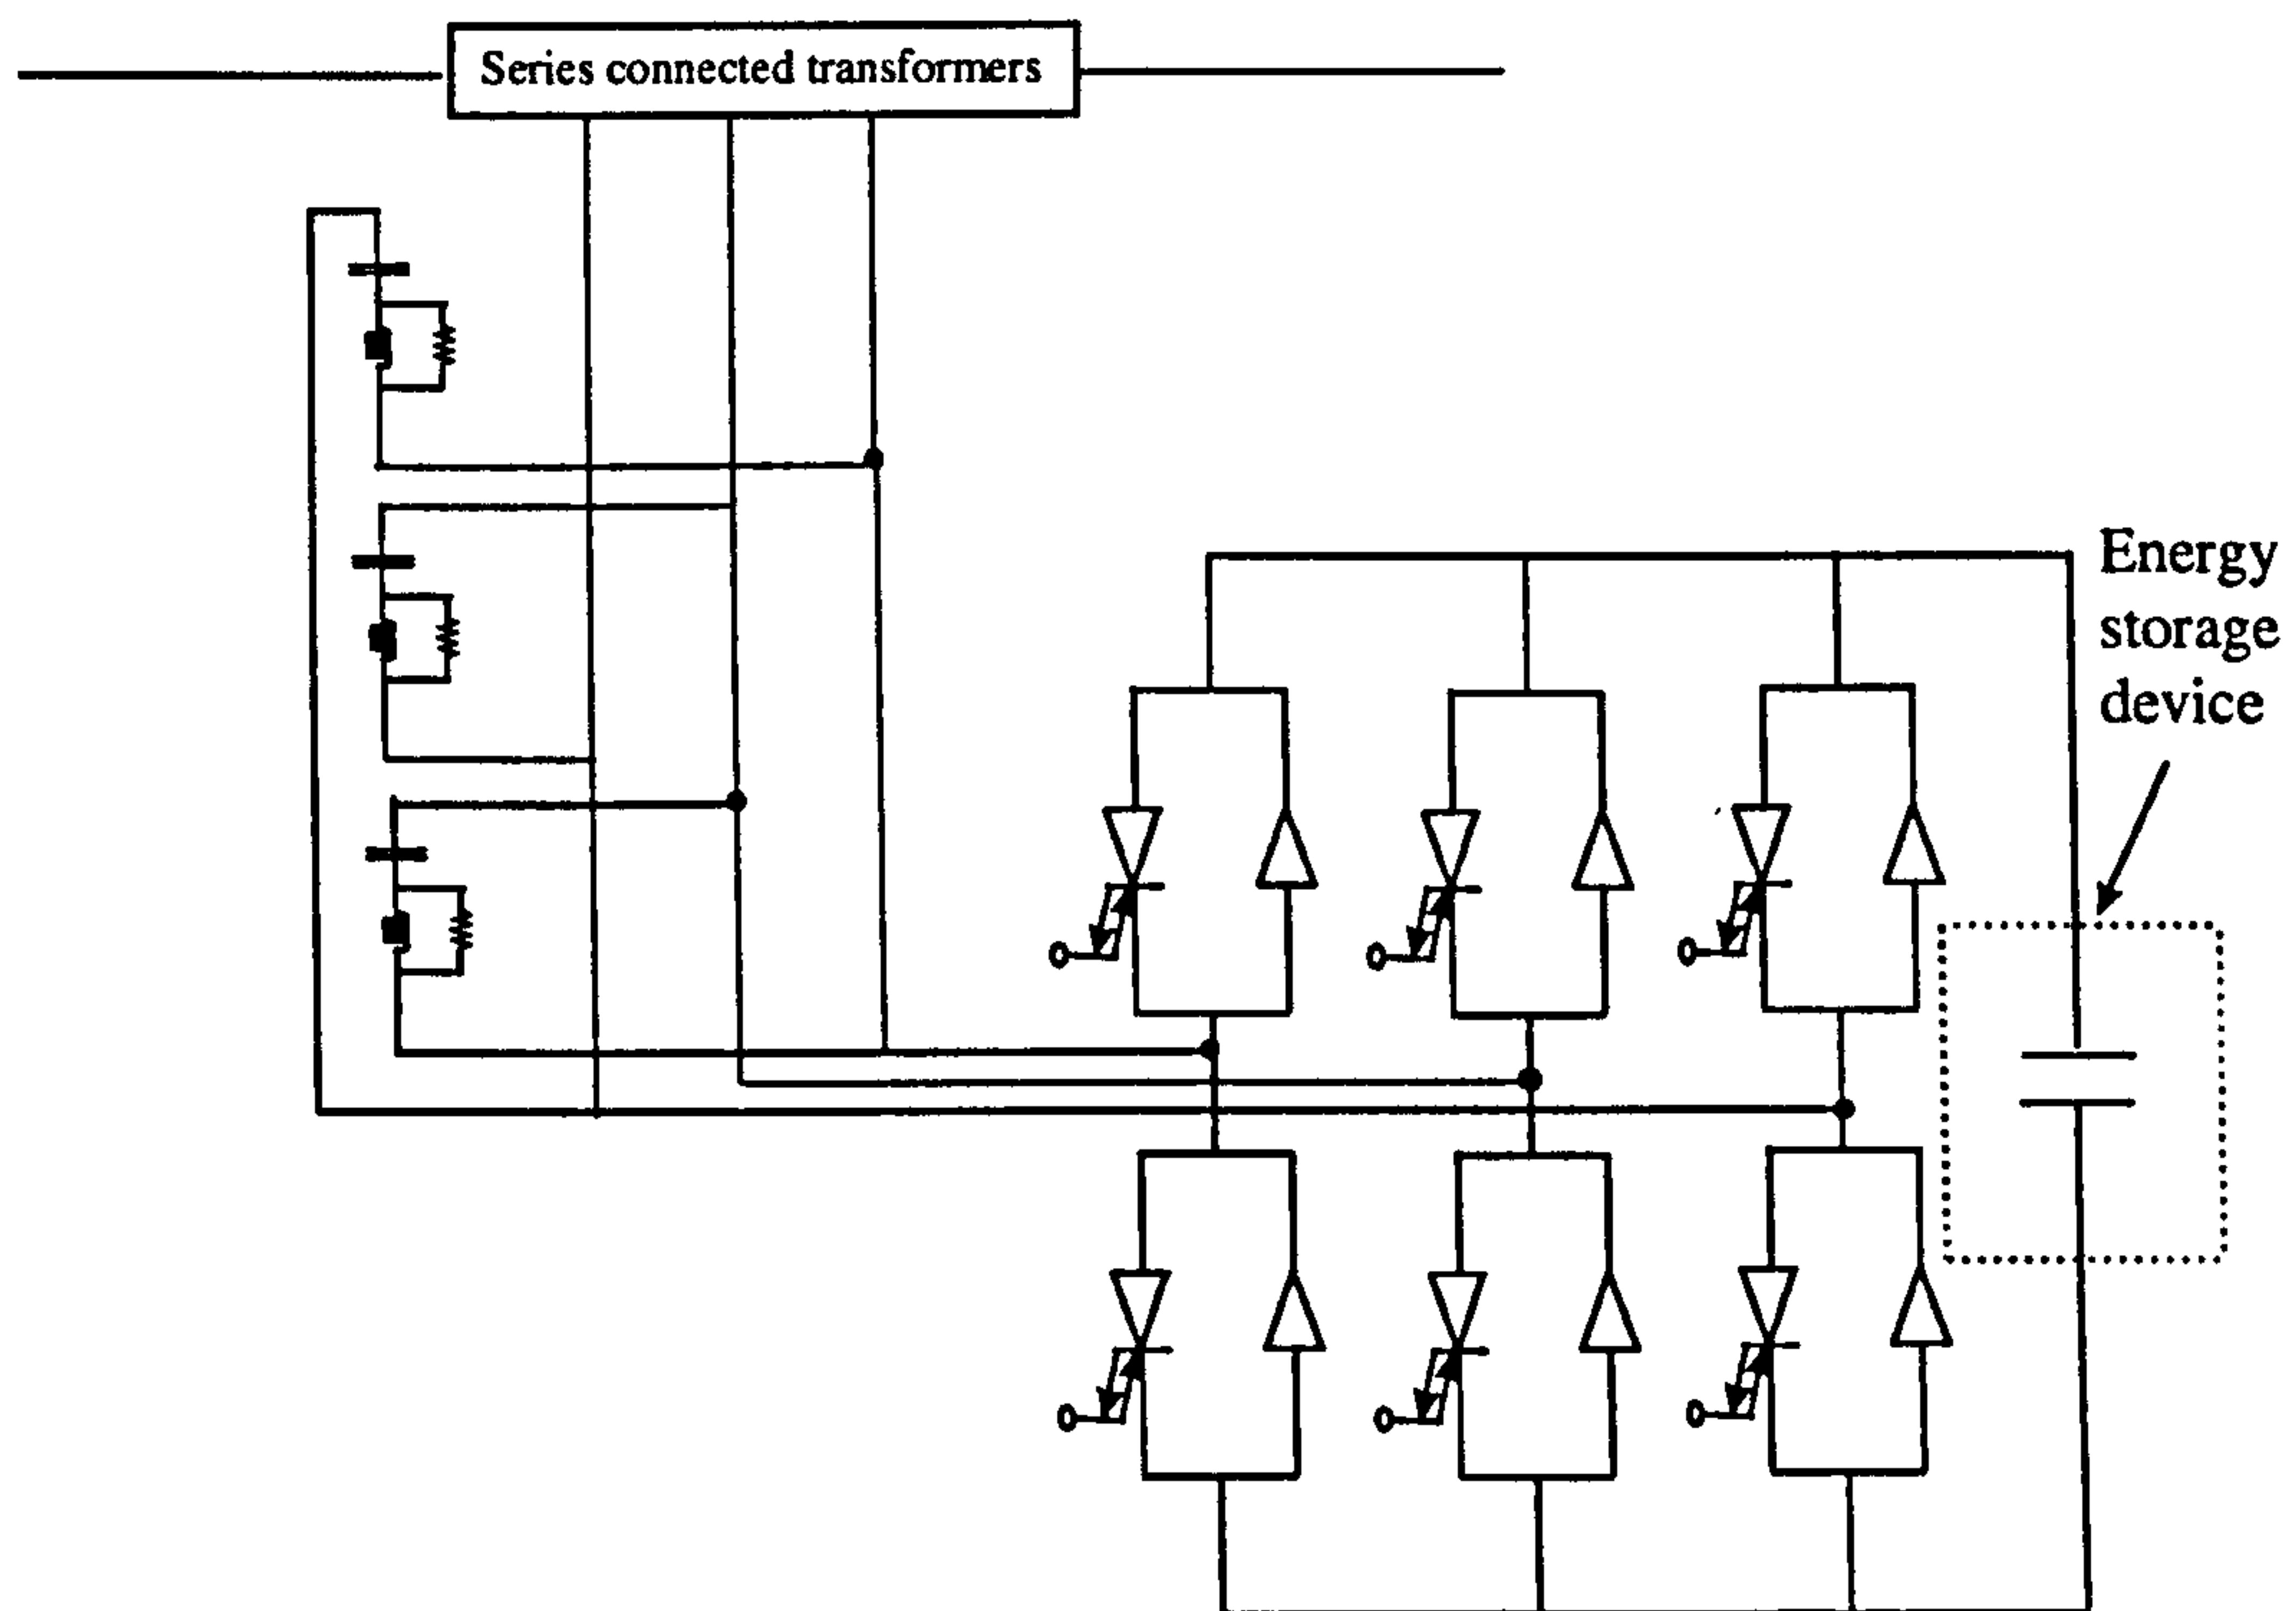 Series connected transformers
Energy
storage
device